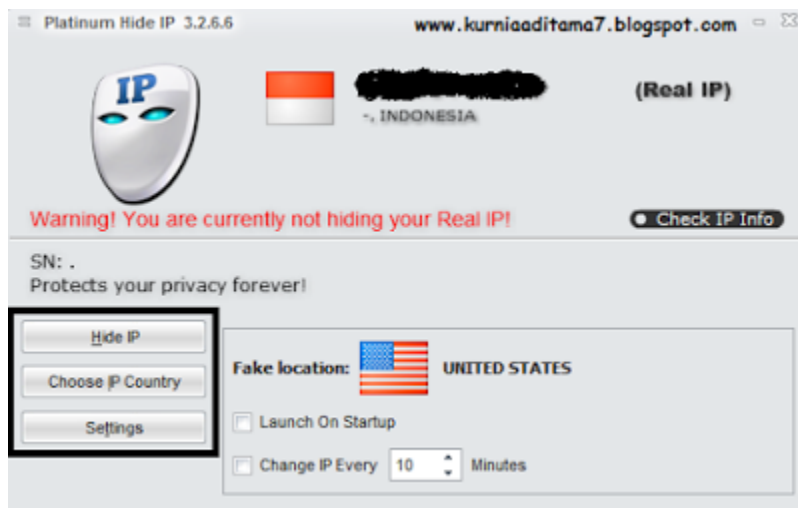 Platinum Hide IP 3.2.6.6 www.kurniaaditama7.blogspot.com
IP
(Real IP)
-, INDONESIA
Warning! You are currently not hiding your Real IP!
Check IP Info
SN: .
Protects your privacy forever!
Hide IP
Choose IP Country
Settings
Fake location: UNITED STATES
Launch On Startup
Change IP Every 10 Minutes